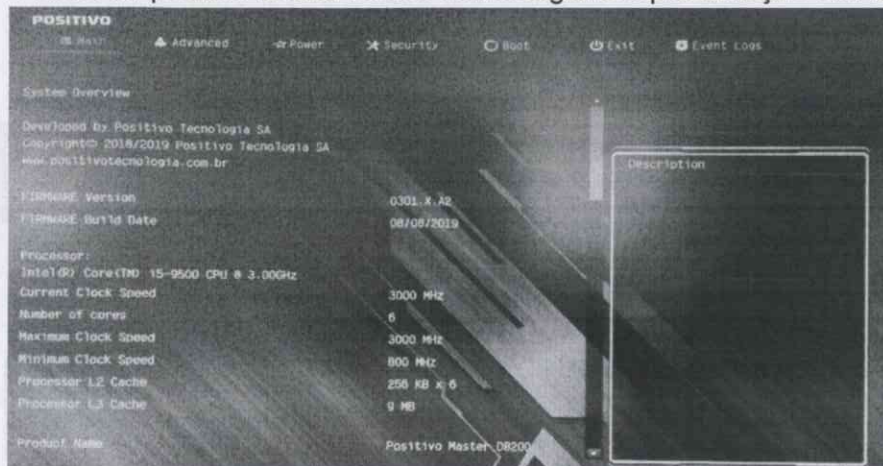 POSITIVO
Main Advanced Power Security Boot Exit Event Logs
System Overview
Developed by Positivo Tecnologia SA
Copyright© 2018/2019 Positivo Tecnologia SA
www.positivotecnologia.com.br
Description
FIRMWARE Version 0301.X.A2
FIRMWARE Build Date 08/08/2019
Processor:
Intel(R) Core(TM) i5-9500 CPU @ 3.00GHz
Current Clock Speed 3000 MHz
Number of cores 6
Maximum Clock Speed 3000 MHz
Minimum Clock Speed 800 MHz
Processor L2 Cache 256 KB x 6
Processor L3 Cache 9 MB
Product Name Positivo Master D8200